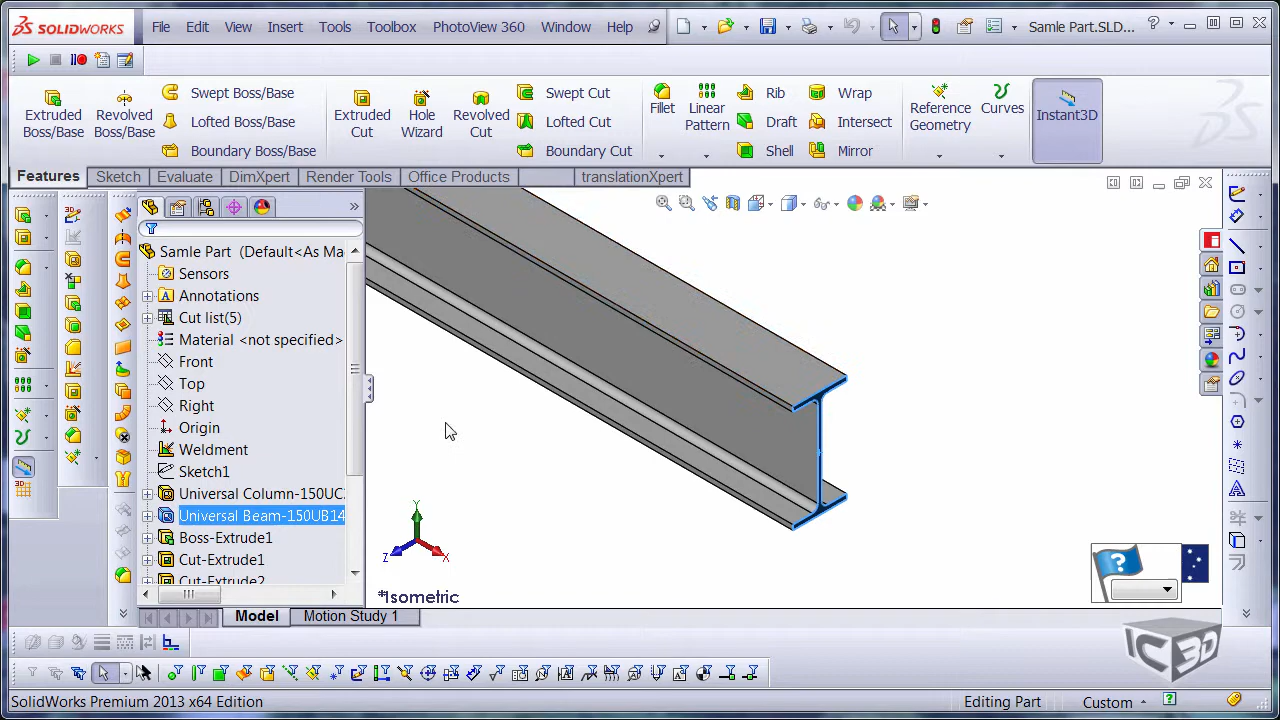 SOLIDWORKS File Edit View Insert Tools Toolbox PhotoView 360 Window Help Samle Part.SLD...
Extruded Boss/Base
Revolved Boss/Base
Swept Boss/Base
Lofted Boss/Base
Boundary Boss/Base
Extruded Cut
Hole Wizard
Revolved Cut
Swept Cut
Lofted Cut
Boundary Cut
Fillet
Linear Pattern
Rib
Draft
Shell
Wrap
Intersect
Mirror
Reference Geometry
Curves
Instant3D
Features Sketch Evaluate DimXpert Render Tools Office Products translationXpert
Samle Part (Default<As Ma
Sensors
Annotations
Cut list(5)
Material <not specified>
Front
Top
Right
Origin
Weldment
Sketch1
Universal Column-150UC
Universal Beam-150UB14
Boss-Extrude1
Cut-Extrude1
Cut-Extrude2
Y
Z X
*Isometric
Model Motion Study 1
IC3D
SolidWorks Premium 2013 x64 Edition Editing Part Custom